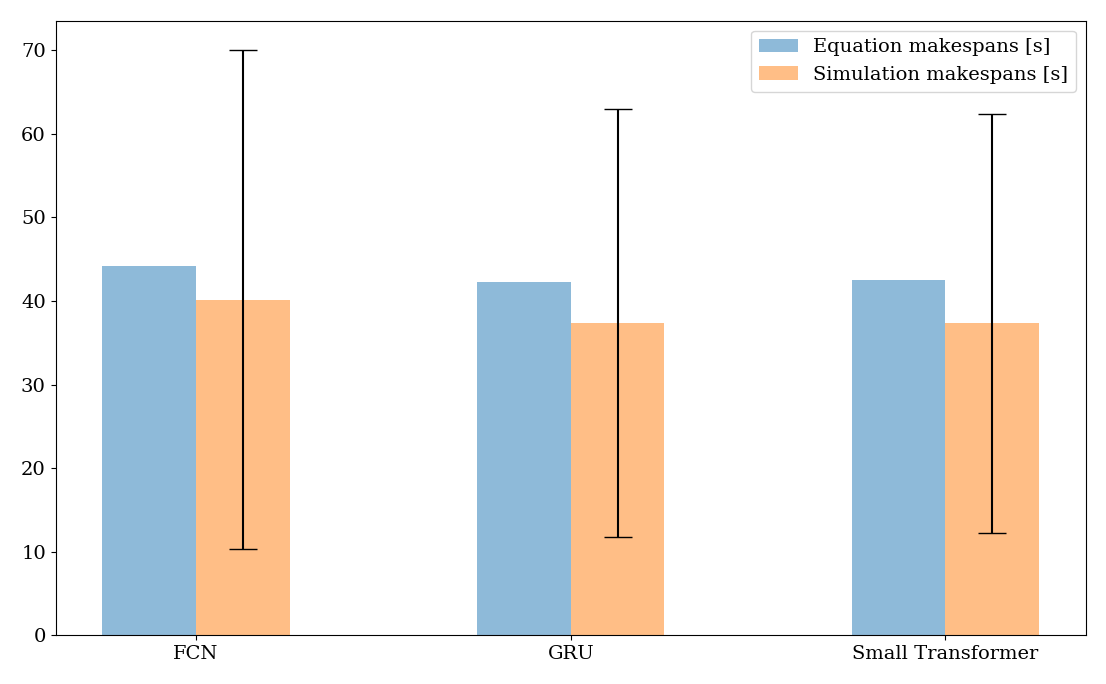 70
60
50
40
30
20
10
0
Equation makespans [s]
Simulation makespans [s]
FCN
GRU
Small Transformer